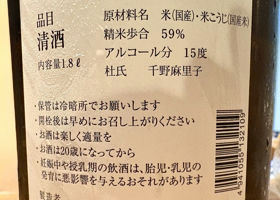 品目
清酒
内容量1.8ℓ
原材料名 米(国産)・米こうじ(国産米)
精米歩合 59%
アルコール分 15度
杜氏 千野麻里子
・保管は冷暗所でお願いします
・開栓後は早めにお召し上がりください
・お酒は楽しく適量を
・お酒は20歳になってから
・妊娠中や授乳期の飲酒は、胎児・乳児の
発育に悪影響を与えるおそれがあります
製造者
4941055132109